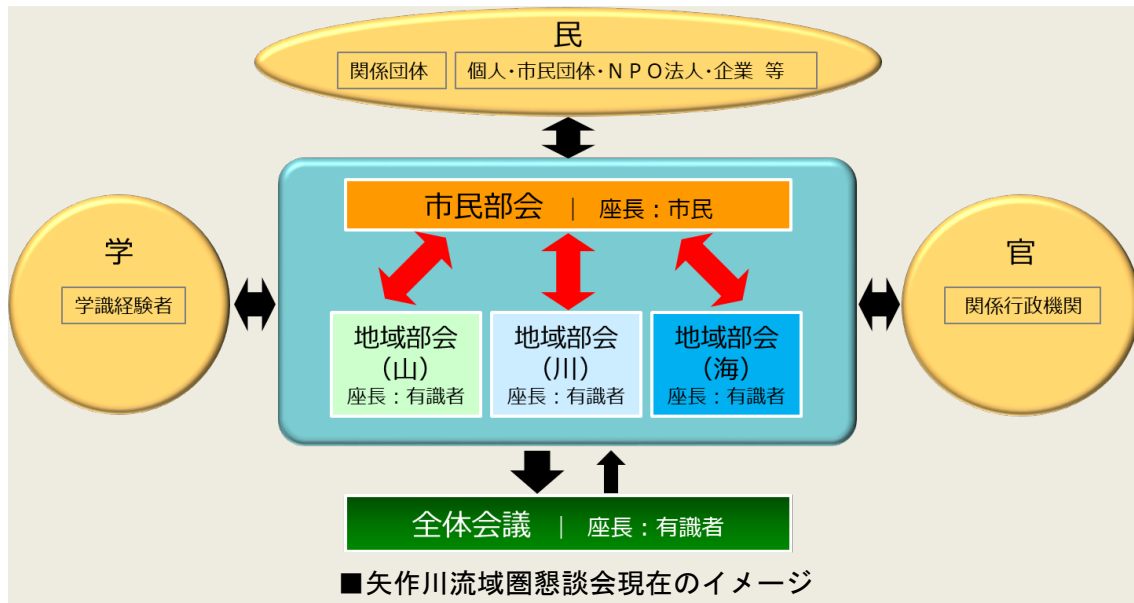 民
関係団体
個人・市民団体・ＮＰＯ法人・企業 等
市民部会 | 座長：市民
学
学識経験者
官
関係行政機関
地域部会
（山）
座長：有識者
地域部会
（川）
座長：有識者
地域部会
（海）
座長：有識者
全体会議 | 座長：有識者
■矢作川流域圏懇談会現在のイメージ